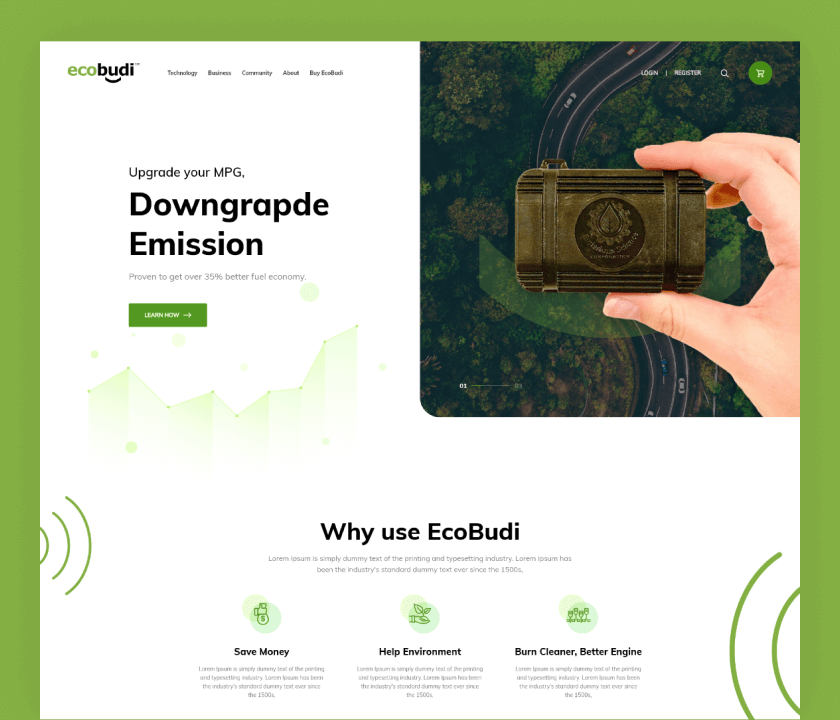 ecobudi™
Technology Business Community About Buy EcoBudi
LOGIN | REGISTER
Upgrade your MPG,
Downgrapde
Emission
Proven to get over 35% better fuel economy.
LEARN HOW
01
Why use EcoBudi
Lorem Ipsum is simply dummy text of the printing and typesetting industry. Lorem Ipsum has
been the industry's standard dummy text ever since the 1500s,
Save Money
Lorem Ipsum is simply dummy text of the printing
and typesetting industry. Lorem Ipsum has been
the industry's standard dummy text ever since
the 1500s,
Help Environment
Lorem Ipsum is simply dummy text of the printing
and typesetting industry. Lorem Ipsum has been
the industry's standard dummy text ever since
the 1500s,
Burn Cleaner, Better Engine
Lorem Ipsum is simply dummy text of the printing
and typesetting industry. Lorem Ipsum has been
the industry's standard dummy text ever since
the 1500s,